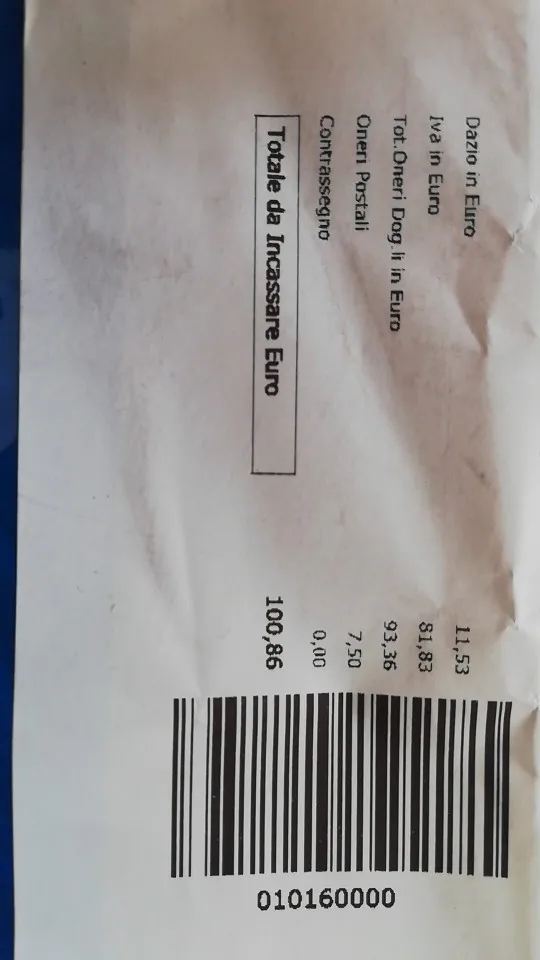 Dazio in Euro 11,53
Iva in Euro 81,83
Tot.Oneri Dog.li in Euro 93,36
Oneri Postali 7,50
Contrassegno 0,00
Totale da Incassare Euro 100,86
010160000